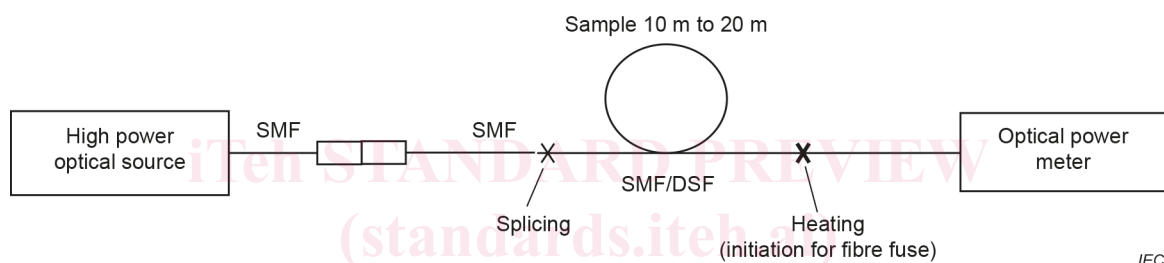 Sample 10 m to 20 m
High power
optical source
SMF
SMF
SMF/DSF
Splicing
Heating
(initiation for fibre fuse)
Optical power
meter
iTeh STANDARD PREVIEW
(standards.iteh.ai)
IEC